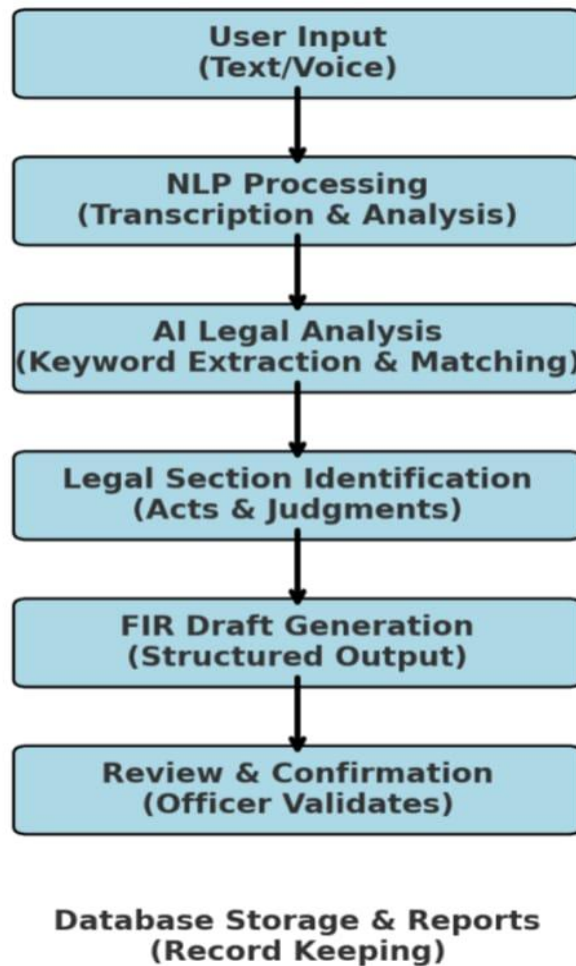 User Input
(Text/Voice)
NLP Processing
(Transcription & Analysis)
AI Legal Analysis
(Keyword Extraction & Matching)
Legal Section Identification
(Acts & Judgments)
FIR Draft Generation
(Structured Output)
Review & Confirmation
(Officer Validates)
Database Storage & Reports
(Record Keeping)